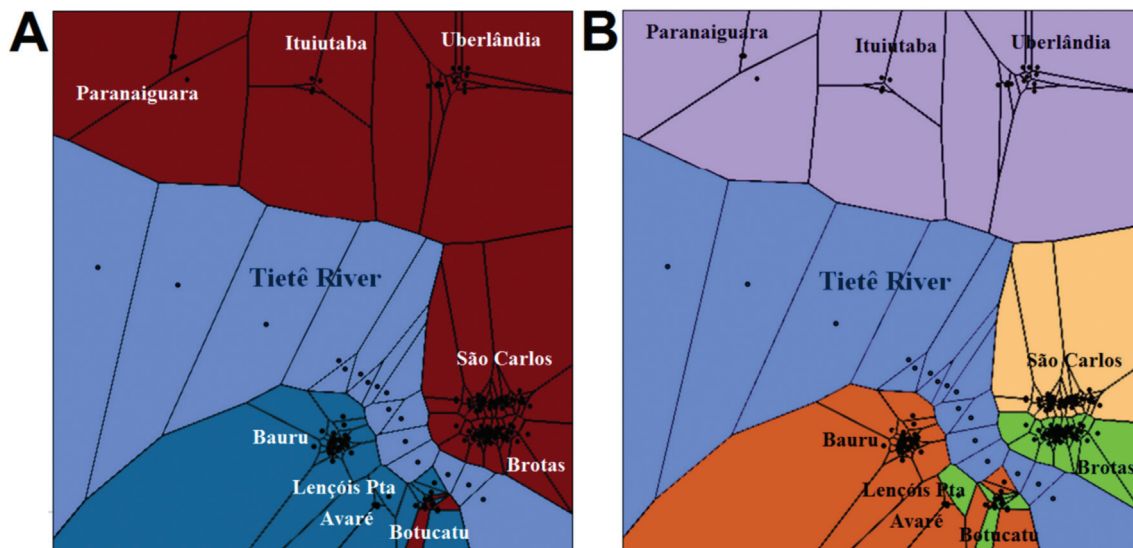 A
Ituiutaba
Uberlândia
Paranaiguara
Tietê River
São Carlos
Bauru
Brotas
Lençóis Pta
Avaré
Botucatu
B
Paranaiguara
Ituiutaba
Uberlândia
Tietê River
São Carlos
Bauru
Brotas
Lençóis Pta
Avaré
Botucatu